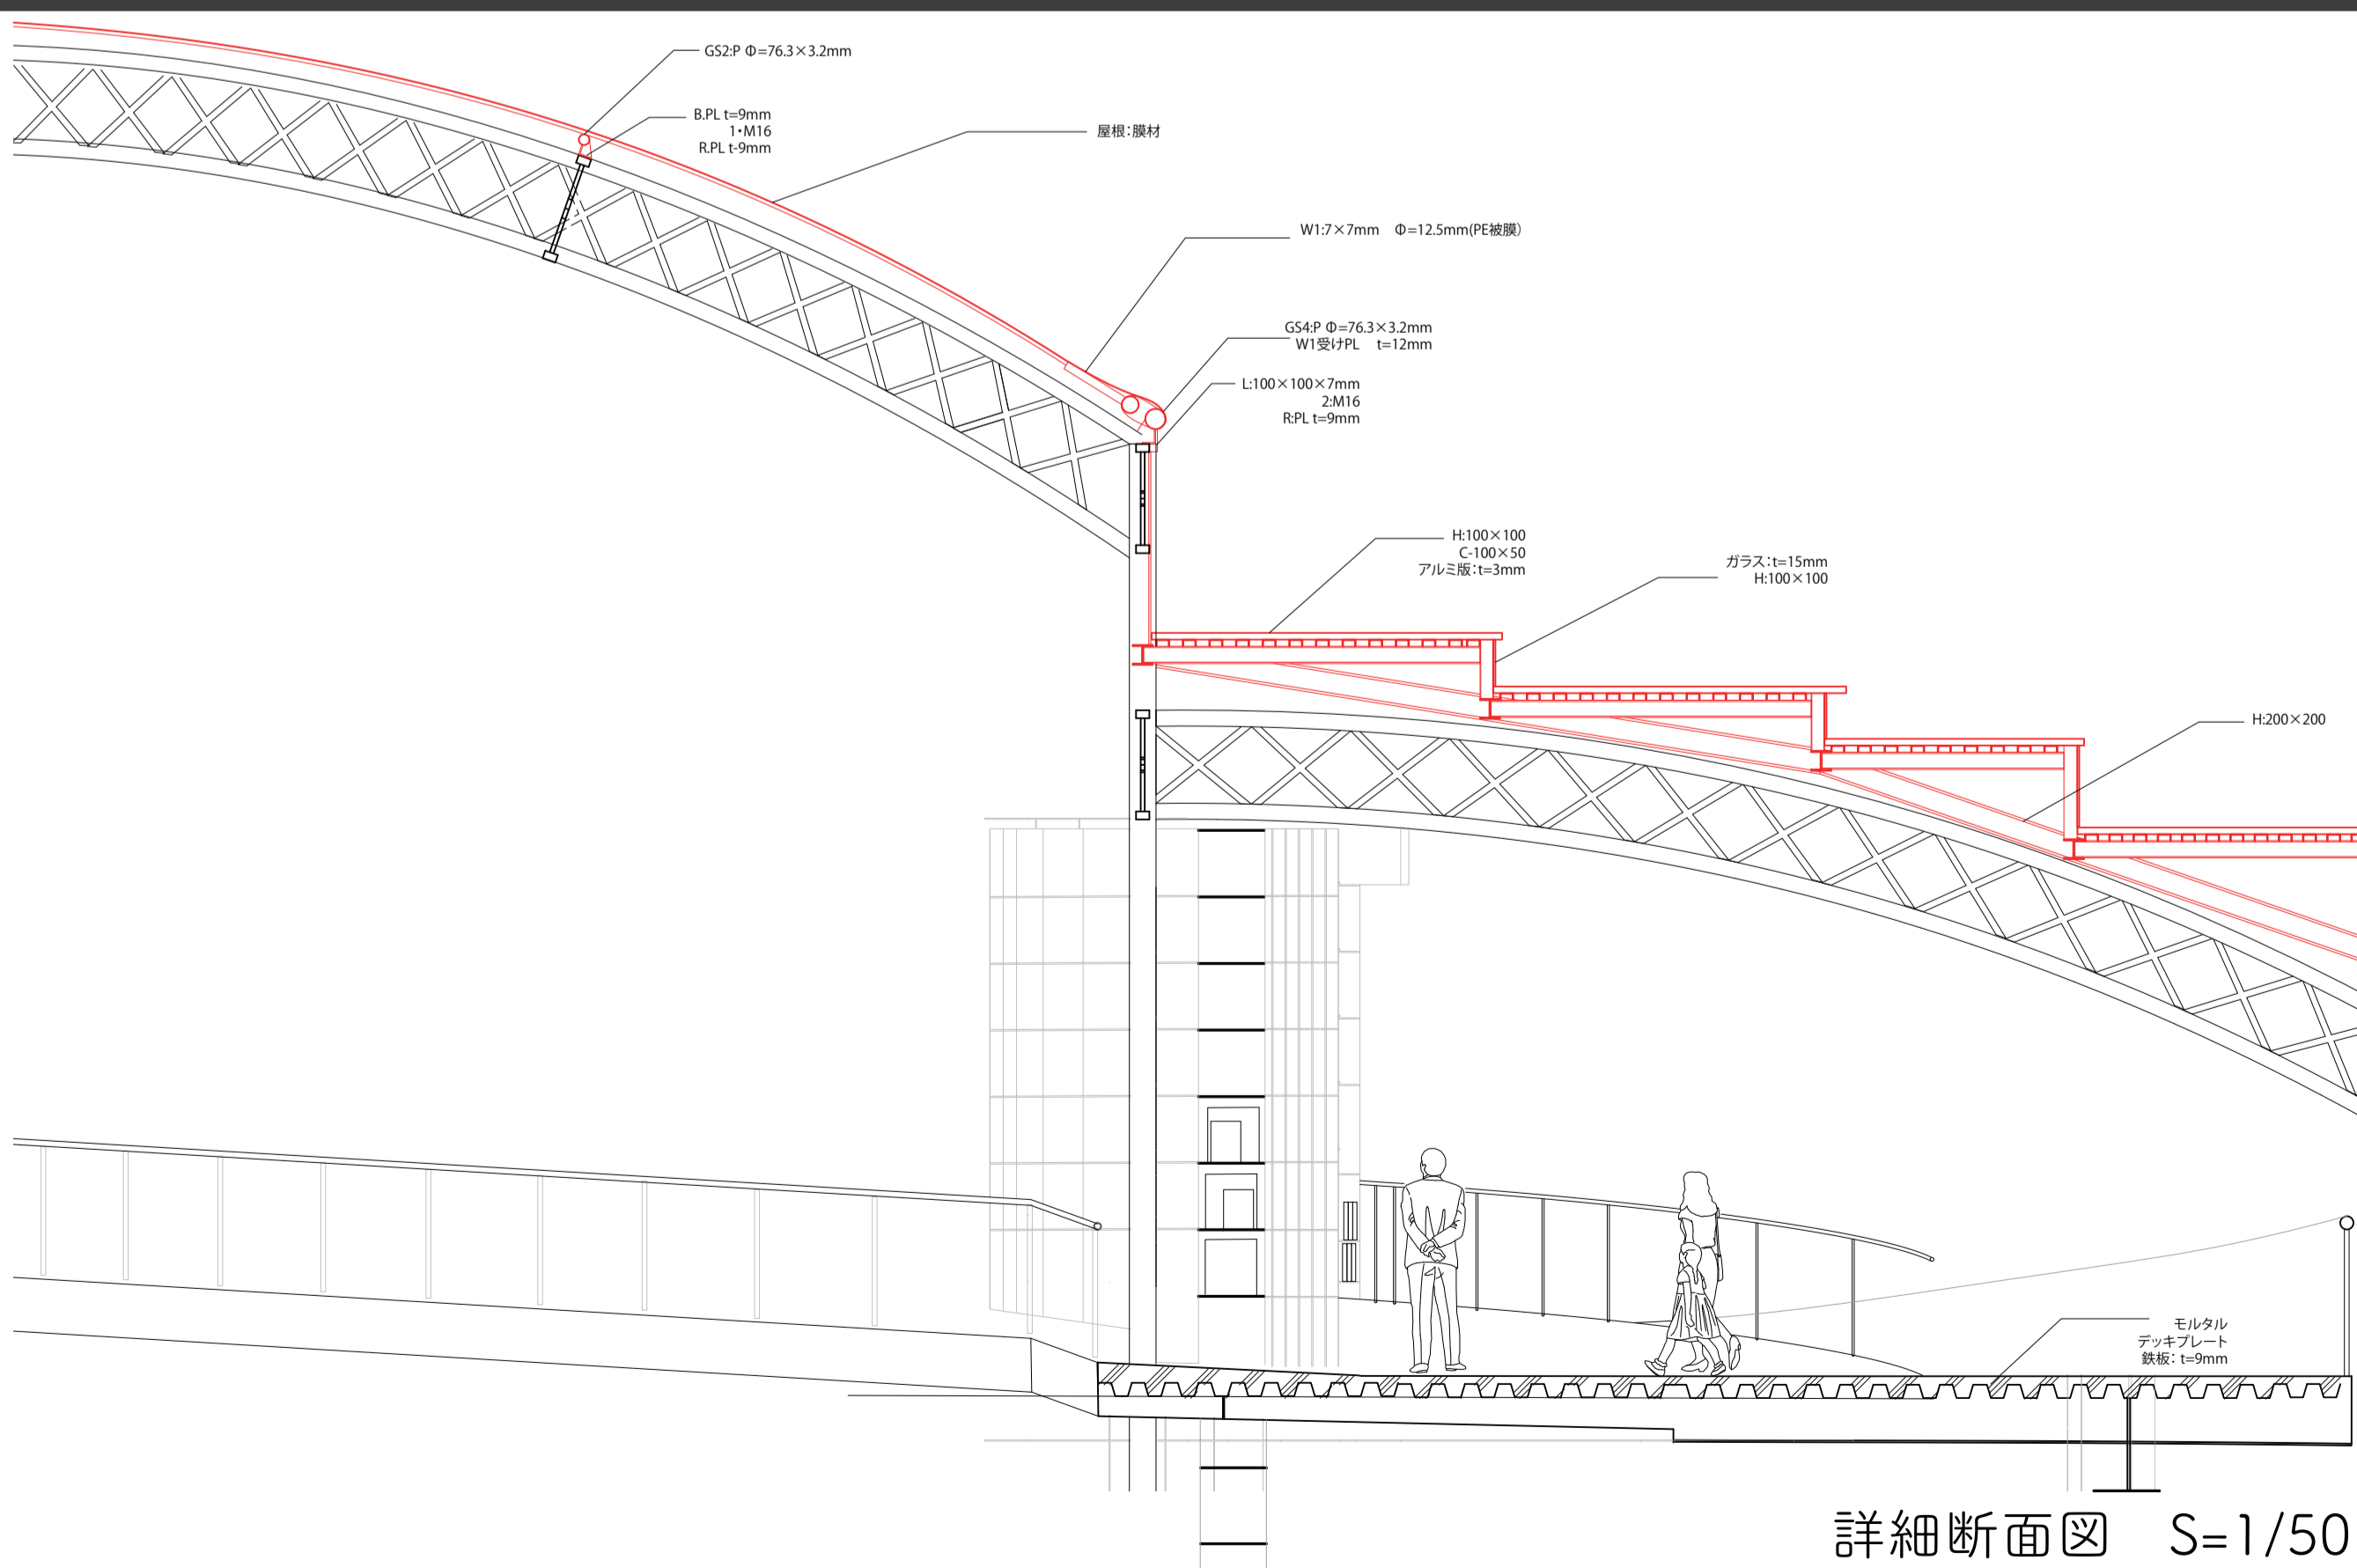 GS2:P Φ=76.3×3.2mm
B.PL t=9mm
1・M16
R.PL t-9mm
屋根：膜材
W1:7×7mm　Φ=12.5mm(PE被膜）
GS4:P Φ=76.3×3.2mm
W1受けPL　t=12mm
L:100×100×7mm
2:M16
R:PL t=9mm
H:100×100
C-100×50
アルミ版：t=3mm
ガラス：t=15mm
H:100×100
H:200×200
モルタル
デッキプレート
鉄板： t=9mm
詳細断面図　S=1/50